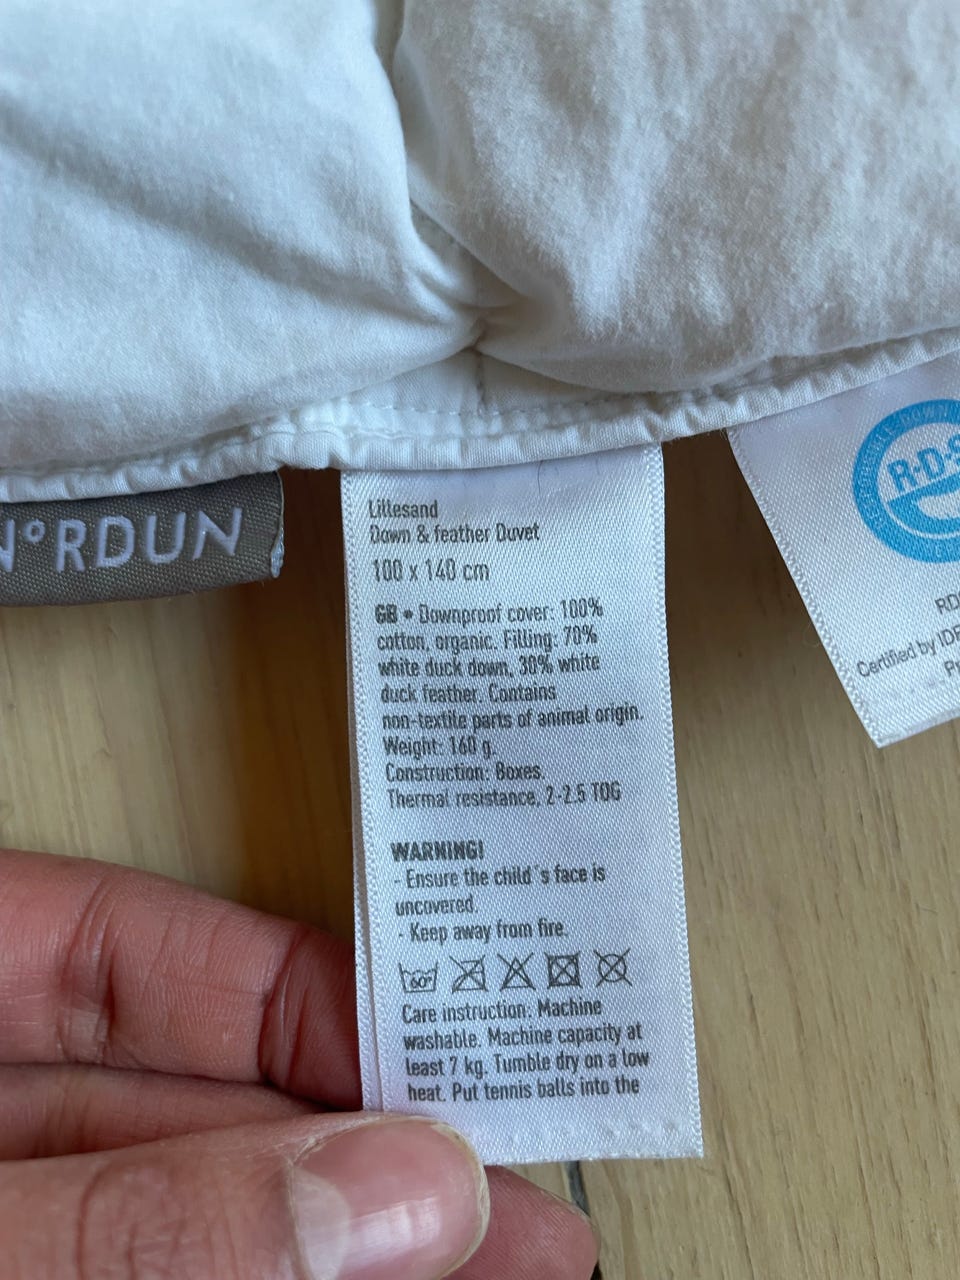 N°RDUN
Lillesand
Down & feather Duvet
100 x 140 cm
GB • Downproof cover: 100%
cotton, organic. Filling: 70%
white duck down, 30% white
duck feather. Contains
non-textile parts of animal origin.
Weight: 160 g.
Construction: Boxes.
Thermal resistance, 2-2.5 TOG
WARNING!
- Ensure the child´s face is
uncovered.
- Keep away from fire.
60°
Care instruction: Machine
washable. Machine capacity at
least 7 kg. Tumble dry on a low
heat. Put tennis balls into the
R·D·S
Certified by